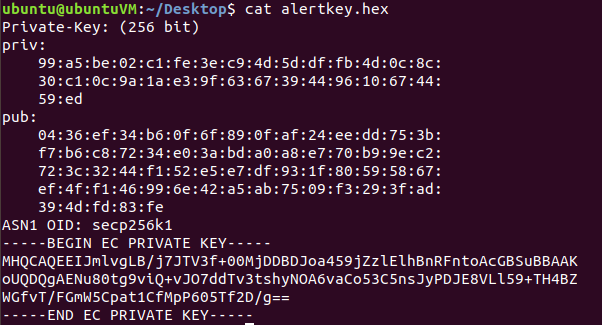 ubuntu@ubuntuVM:~/Desktop$ cat alertkey.hex
Private-Key: (256 bit)
priv:
    99:a5:be:02:c1:fe:3e:c9:4d:5d:df:fb:4d:0c:8c:
    30:c1:0c:9a:1a:e3:9f:63:67:39:44:96:10:67:44:
    59:ed
pub:
    04:36:ef:34:b6:0f:6f:89:0f:af:24:ee:dd:75:3b:
    f7:b6:c8:72:34:e0:3a:bd:a0:a8:e7:70:b9:9e:c2:
    72:3c:32:44:f1:52:e5:e7:df:93:1f:80:59:58:67:
    ef:4f:f1:46:99:6e:42:a5:ab:75:09:f3:29:3f:ad:
    39:4d:fd:83:fe
ASN1 OID: secp256k1
-----BEGIN EC PRIVATE KEY-----
MHQCAQEEIJmlvgLB/j7JTV3f+00MjDDBDJoa459jZzlElhBnRFntoAcGBSuBBAAK
oUQDQgAENu80tg9viQ+vJO7ddTv3tshyNOA6vaCo53C5nsJyPDJE8VLl59+TH4BZ
WGfvT/FGmW5Cpat1CfMpP605Tf2D/g==
-----END EC PRIVATE KEY-----